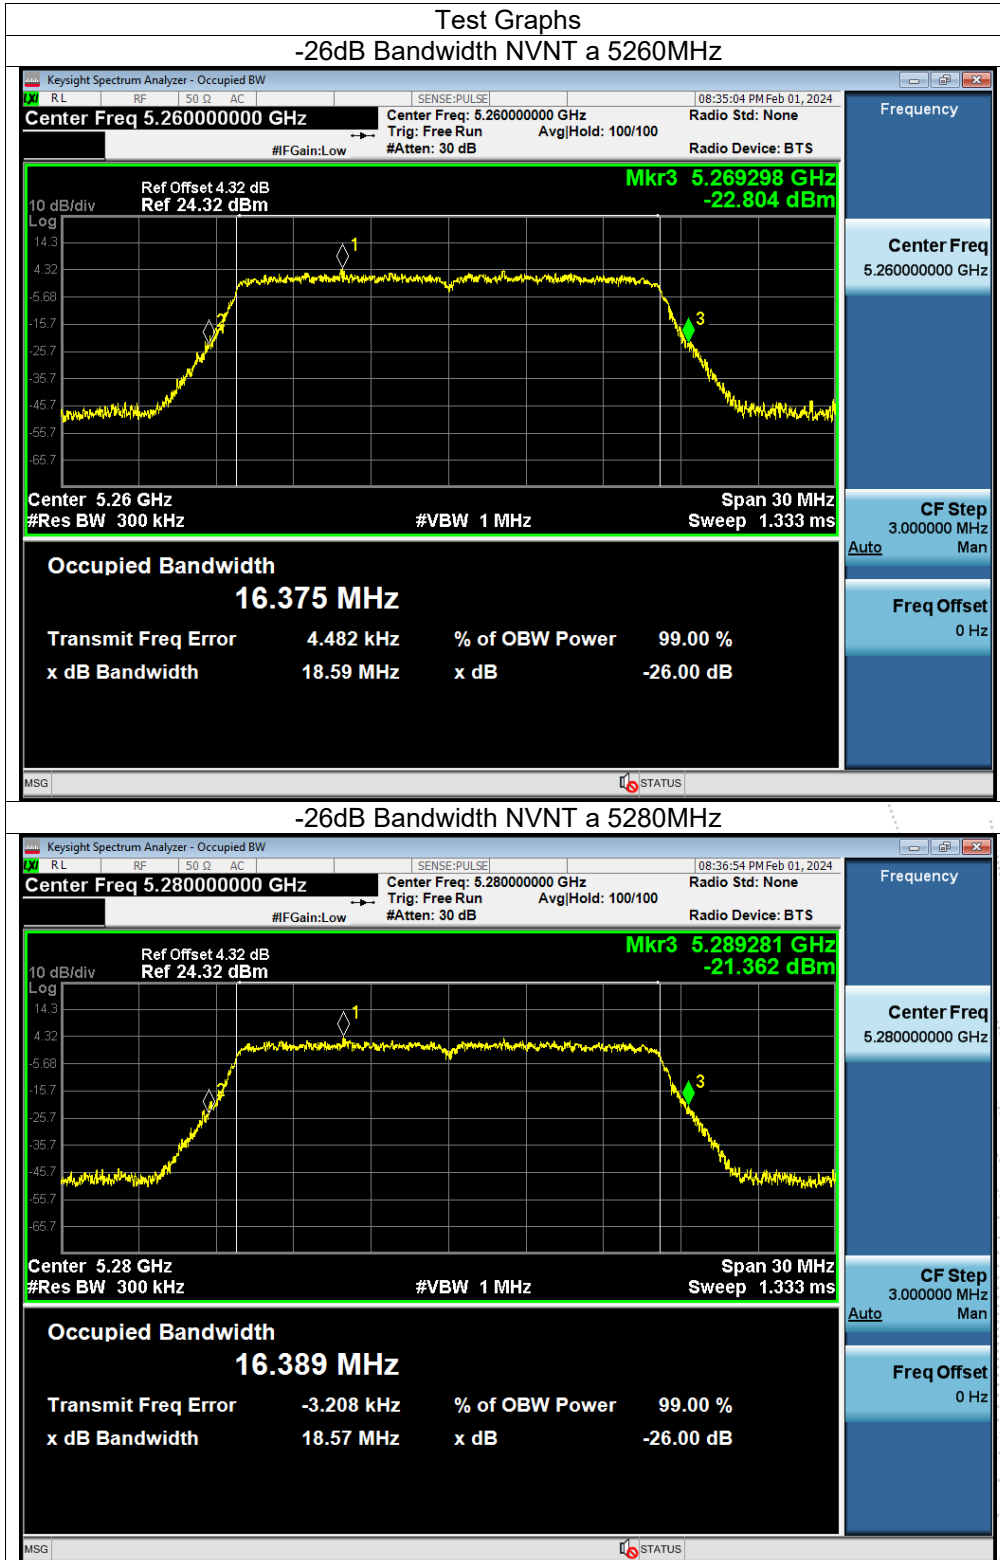 Test Graphs
-26dB Bandwidth NVNT a 5260MHz
Keysight Spectrum Analyzer - Occupied BW
LXI RL RF 50 Ω AC SENSE:PULSE 08:35:04 PM Feb 01, 2024
Center Freq 5.260000000 GHz
Center Freq: 5.260000000 GHz Radio Std: None
Trig: Free Run Avg|Hold: 100/100
#IFGain:Low #Atten: 30 dB Radio Device: BTS
Frequency
Mkr3 5.269298 GHz
-22.804 dBm
Ref Offset 4.32 dB
10 dB/div Ref 24.32 dBm
Log
14.3
4.32
-5.68
-15.7
-25.7
-35.7
-45.7
-55.7
-65.7
1
2
3
Center 5.26 GHz Span 30 MHz
#Res BW 300 kHz #VBW 1 MHz Sweep 1.333 ms
Center Freq
5.260000000 GHz
CF Step
3.000000 MHz
Auto Man
Freq Offset
0 Hz
Occupied Bandwidth
16.375 MHz
Transmit Freq Error 4.482 kHz % of OBW Power 99.00 %
x dB Bandwidth 18.59 MHz x dB -26.00 dB
MSG STATUS
-26dB Bandwidth NVNT a 5280MHz
Keysight Spectrum Analyzer - Occupied BW
LXI RL RF 50 Ω AC SENSE:PULSE 08:36:54 PM Feb 01, 2024
Center Freq 5.280000000 GHz
Center Freq: 5.280000000 GHz Radio Std: None
Trig: Free Run Avg|Hold: 100/100
#IFGain:Low #Atten: 30 dB Radio Device: BTS
Frequency
Mkr3 5.289281 GHz
-21.362 dBm
Ref Offset 4.32 dB
10 dB/div Ref 24.32 dBm
Log
14.3
4.32
-5.68
-15.7
-25.7
-35.7
-45.7
-55.7
-65.7
1
2
3
Center 5.28 GHz Span 30 MHz
#Res BW 300 kHz #VBW 1 MHz Sweep 1.333 ms
Center Freq
5.280000000 GHz
CF Step
3.000000 MHz
Auto Man
Freq Offset
0 Hz
Occupied Bandwidth
16.389 MHz
Transmit Freq Error -3.208 kHz % of OBW Power 99.00 %
x dB Bandwidth 18.57 MHz x dB -26.00 dB
MSG STATUS